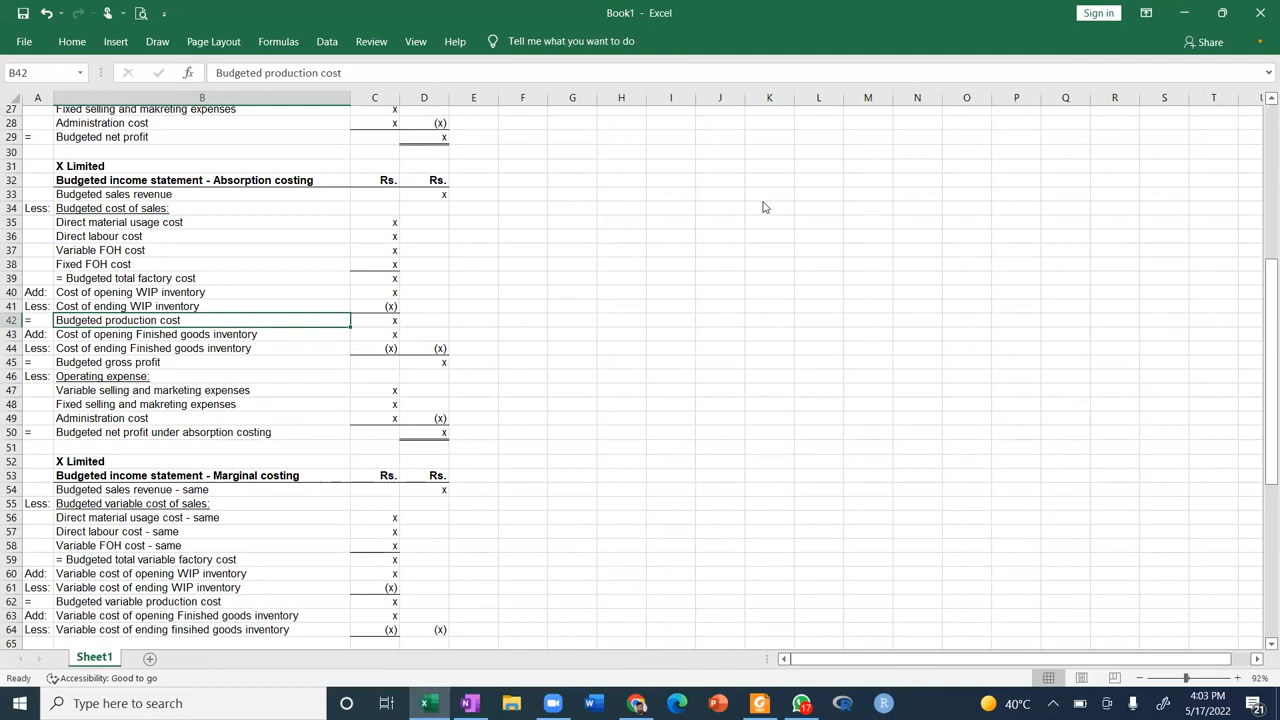 Book1 - Excel
Sign in
File Home Insert Draw Page Layout Formulas Data Review View Help Tell me what you want to do Share
B42 fx Budgeted production cost
A B C D E F G H I J K L M N O P Q R S T
27 Fixed selling and makreting expenses x
28 Administration cost x (x)
29 = Budgeted net profit x
30
31 X Limited
32 Budgeted income statement - Absorption costing Rs. Rs.
33 Budgeted sales revenue x
34 Less: Budgeted cost of sales:
35 Direct material usage cost x
36 Direct labour cost x
37 Variable FOH cost x
38 Fixed FOH cost x
39 = Budgeted total factory cost x
40 Add: Cost of opening WIP inventory x
41 Less: Cost of ending WIP inventory (x)
42 = Budgeted production cost x
43 Add: Cost of opening Finished goods inventory x
44 Less: Cost of ending Finished goods inventory (x) (x)
45 = Budgeted gross profit x
46 Less: Operating expense:
47 Variable selling and marketing expenses x
48 Fixed selling and makreting expenses x
49 Administration cost x (x)
50 = Budgeted net profit under absorption costing x
51
52 X Limited
53 Budgeted income statement - Marginal costing Rs. Rs.
54 Budgeted sales revenue - same x
55 Less: Budgeted variable cost of sales:
56 Direct material usage cost - same x
57 Direct labour cost - same x
58 Variable FOH cost - same x
59 = Budgeted total variable factory cost x
60 Add: Variable cost of opening WIP inventory x
61 Less: Variable cost of ending WIP inventory (x)
62 = Budgeted variable production cost x
63 Add: Variable cost of opening Finished goods inventory x
64 Less: Variable cost of ending finsihed goods inventory (x) (x)
65
Sheet1
Ready Accessibility: Good to go 92%
Type here to search 17 40°C 4:03 PM
5/17/2022 21